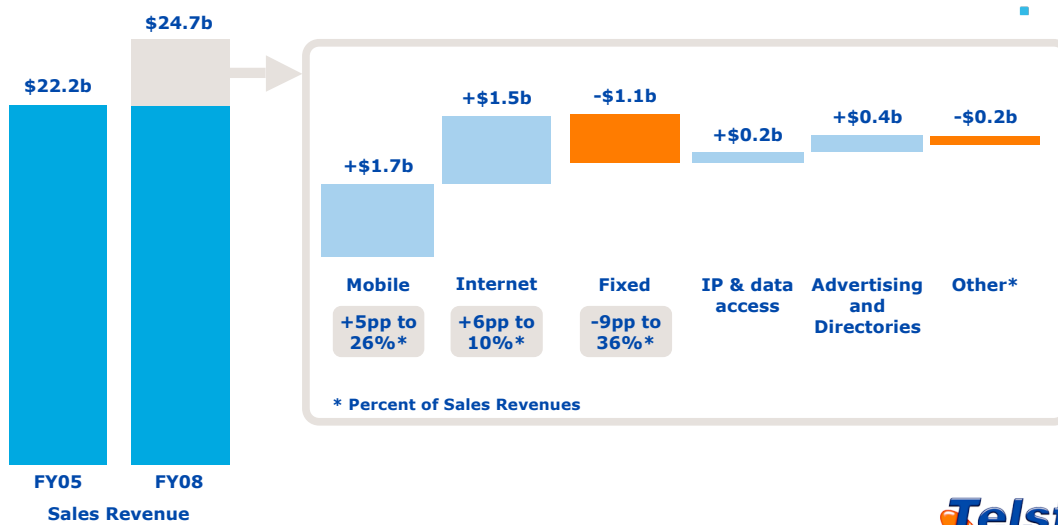 $24.7b
$22.2b
+$1.7b
+$1.5b
-$1.1b
+$0.2b
+$0.4b
-$0.2b
Mobile
Internet
Fixed
IP & data
access
Advertising
and
Directories
Other*
+5pp to
26%*
+6pp to
10%*
-9pp to
36%*
* Percent of Sales Revenues
FY05
FY08
Sales Revenue
Telst